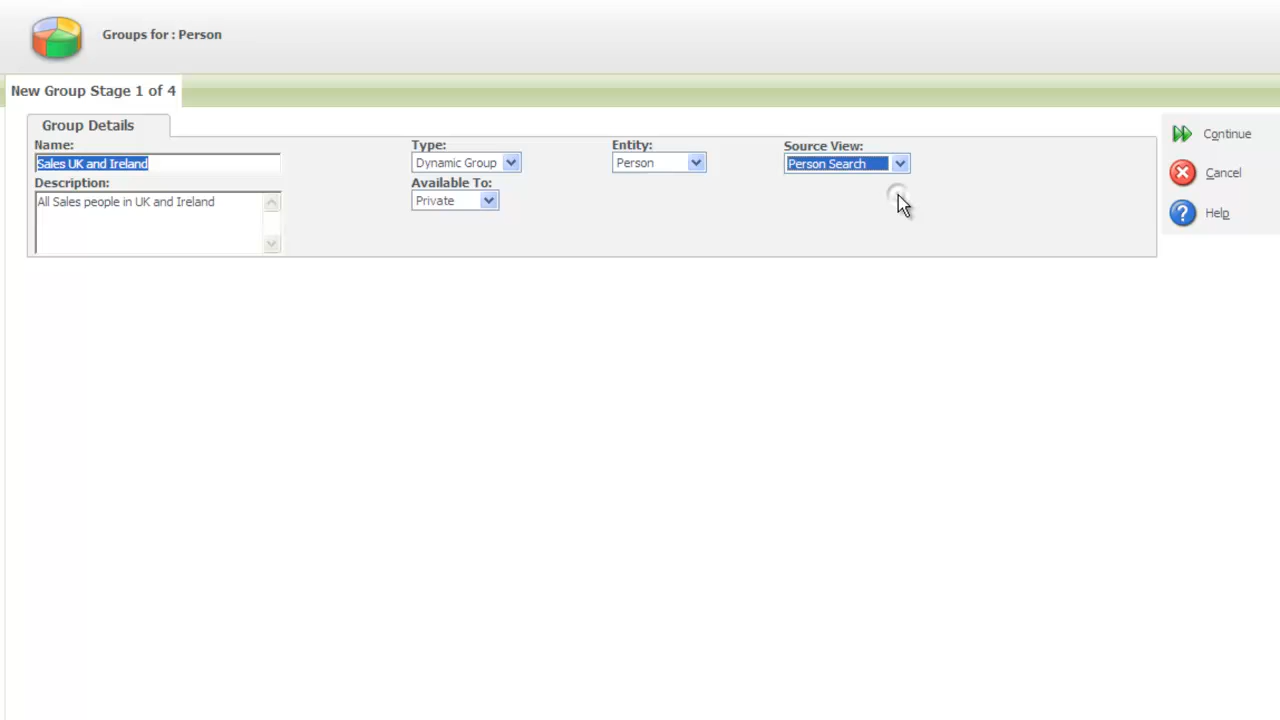 Groups for : Person
New Group Stage 1 of 4
Group Details
Name:
Sales UK and Ireland
Description:
All Sales people in UK and Ireland
Type:
Dynamic Group
Available To:
Private
Entity:
Person
Source View:
Person Search
Continue
Cancel
Help